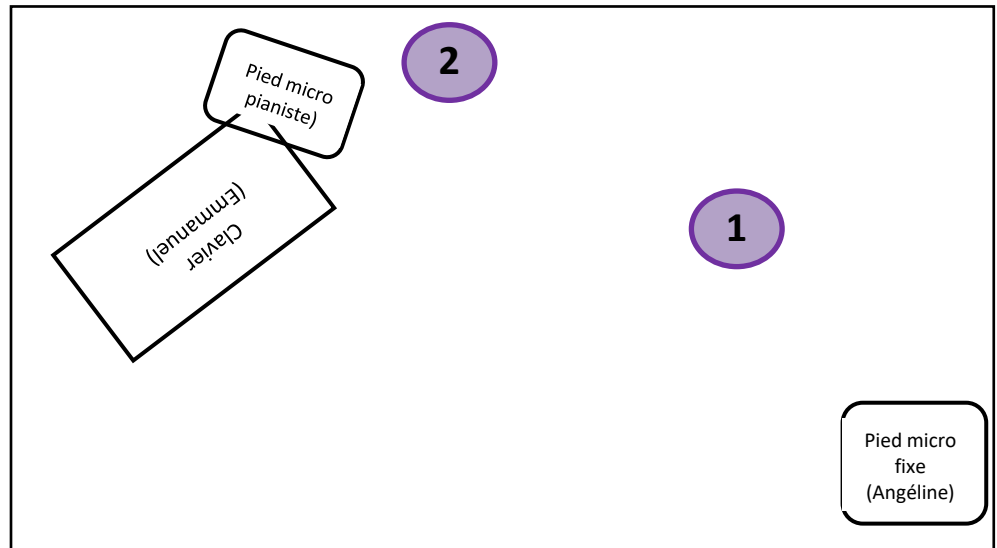 2
Pied micro
pianiste)
Clavier
(Emmanuel)
1
Pied micro
fixe
(Angéline)